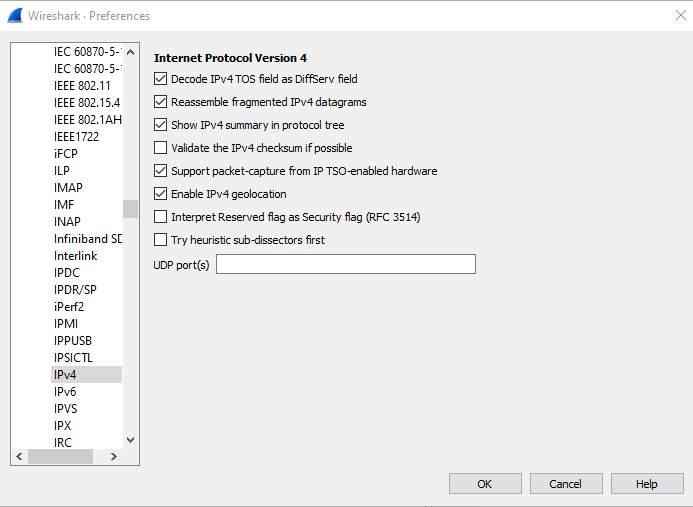 Wireshark · Preferences
IEC 60870-5-1
IEC 60870-5-1
IEEE 802.11
IEEE 802.15.4
IEEE 802.1AH
IEEE1722
iFCP
ILP
IMAP
IMF
INAP
Infiniband SD
Interlink
IPDC
IPDR/SP
iPerf2
IPMI
IPPUSB
IPSICTL
IPv4
IPv6
IPVS
IPX
IRC
Internet Protocol Version 4
Decode IPv4 TOS field as DiffServ field
Reassemble fragmented IPv4 datagrams
Show IPv4 summary in protocol tree
Validate the IPv4 checksum if possible
Support packet-capture from IP TSO-enabled hardware
Enable IPv4 geolocation
Interpret Reserved flag as Security flag (RFC 3514)
Try heuristic sub-dissectors first
UDP port(s)
OK
Cancel
Help